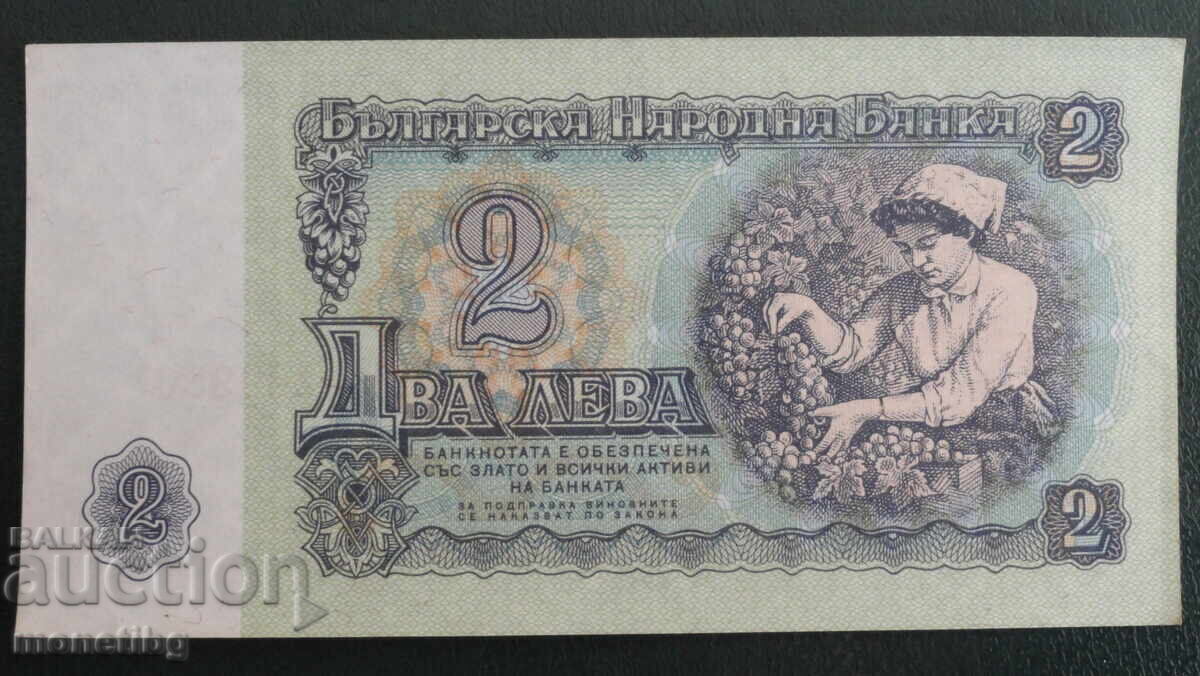 Българска Народна Банка 2
2
Два лева
Банкнотата е обезпечена
със злато и всички активи
на банката
За подправка виновните
се наказват по закона
2
2
BALKAN
auction
monetibg